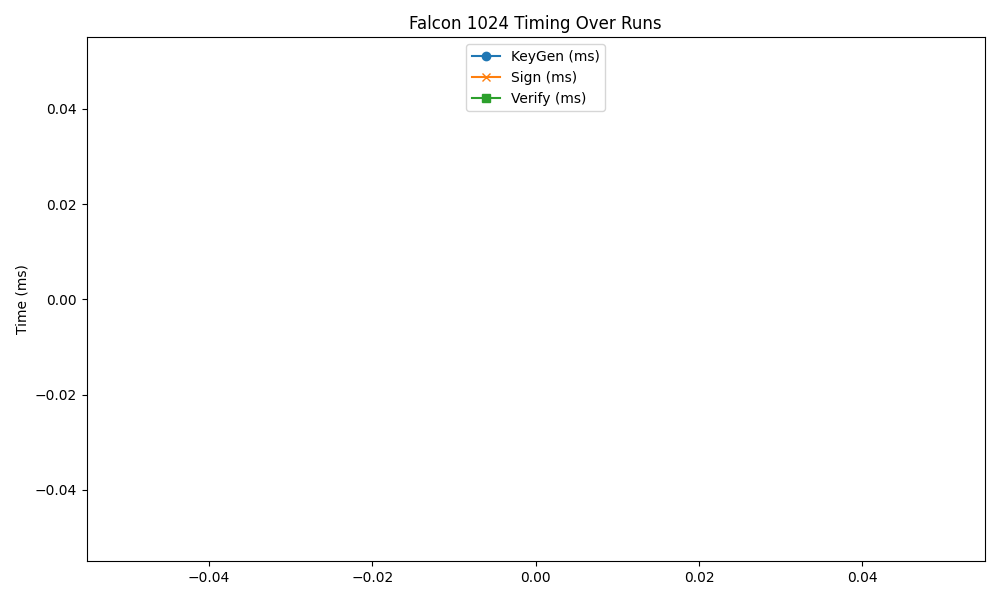 Falcon 1024 Timing Over Runs
KeyGen (ms)
Sign (ms)
Verify (ms)
Time (ms)
0.04
0.02
0.00
−0.02
−0.04
−0.04
−0.02
0.00
0.02
0.04